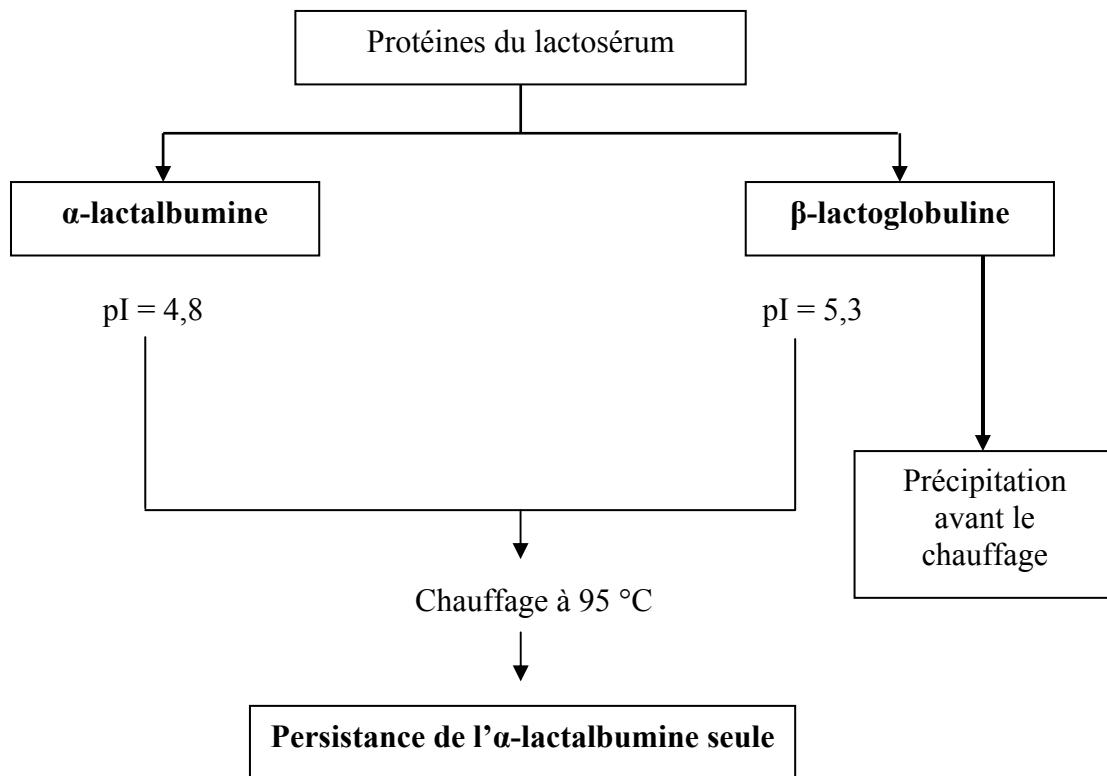 Protéines du lactosérum
α-lactalbumine
β-lactoglobuline
pI = 4,8
pI = 5,3
Précipitation
avant le
chauffage
Chauffage à 95 °C
Persistance de l’α-lactalbumine seule